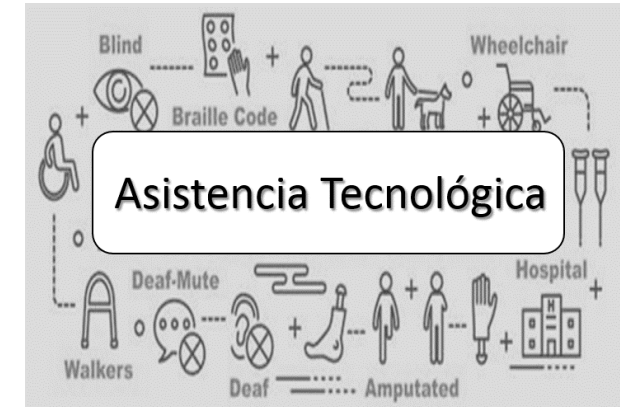 Blind
Wheelchair
Braille Code
Asistencia Tecnológica
Deaf-Mute
Hospital
H
Walkers
Deaf
Amputated